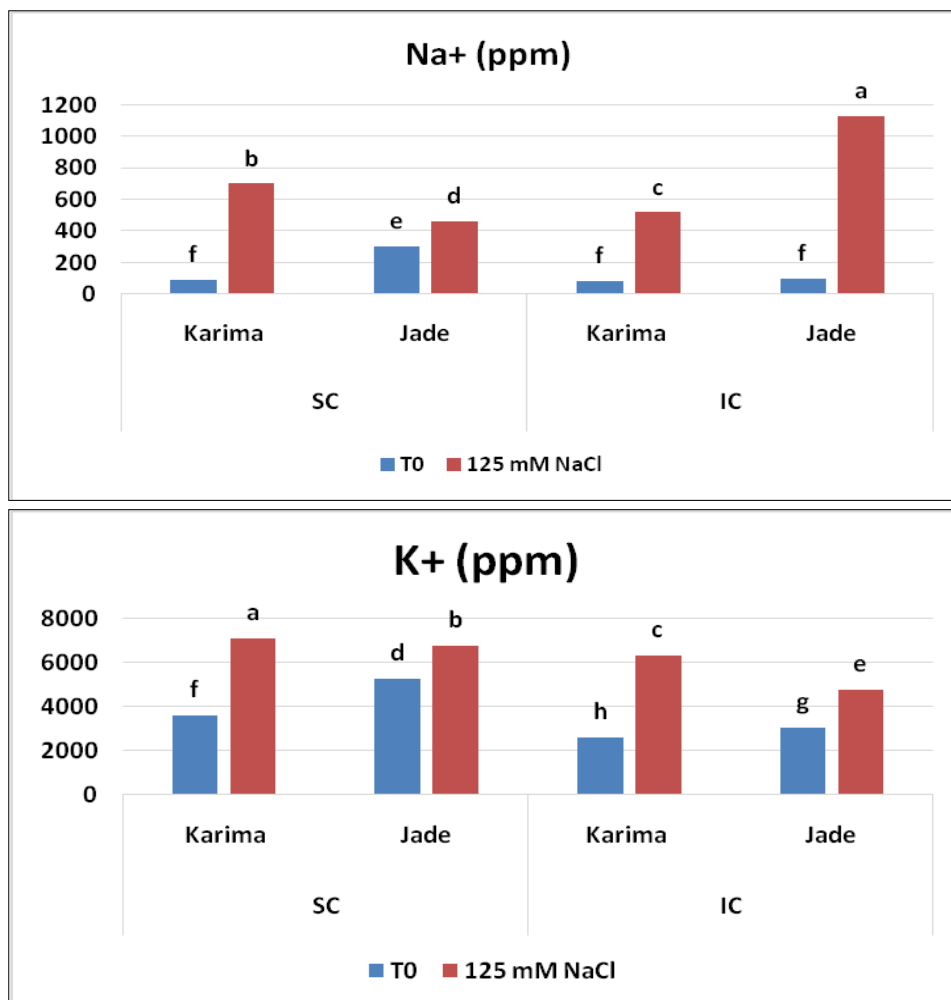 Na+ (ppm)
1200
1000
800
600
400
200
0
f b e d f c f a
Karima Jade Karima Jade
SC IC
T0 125 mM NaCl
K+ (ppm)
8000
6000
4000
2000
0
f a d b h c g e
Karima Jade Karima Jade
SC IC
T0 125 mM NaCl